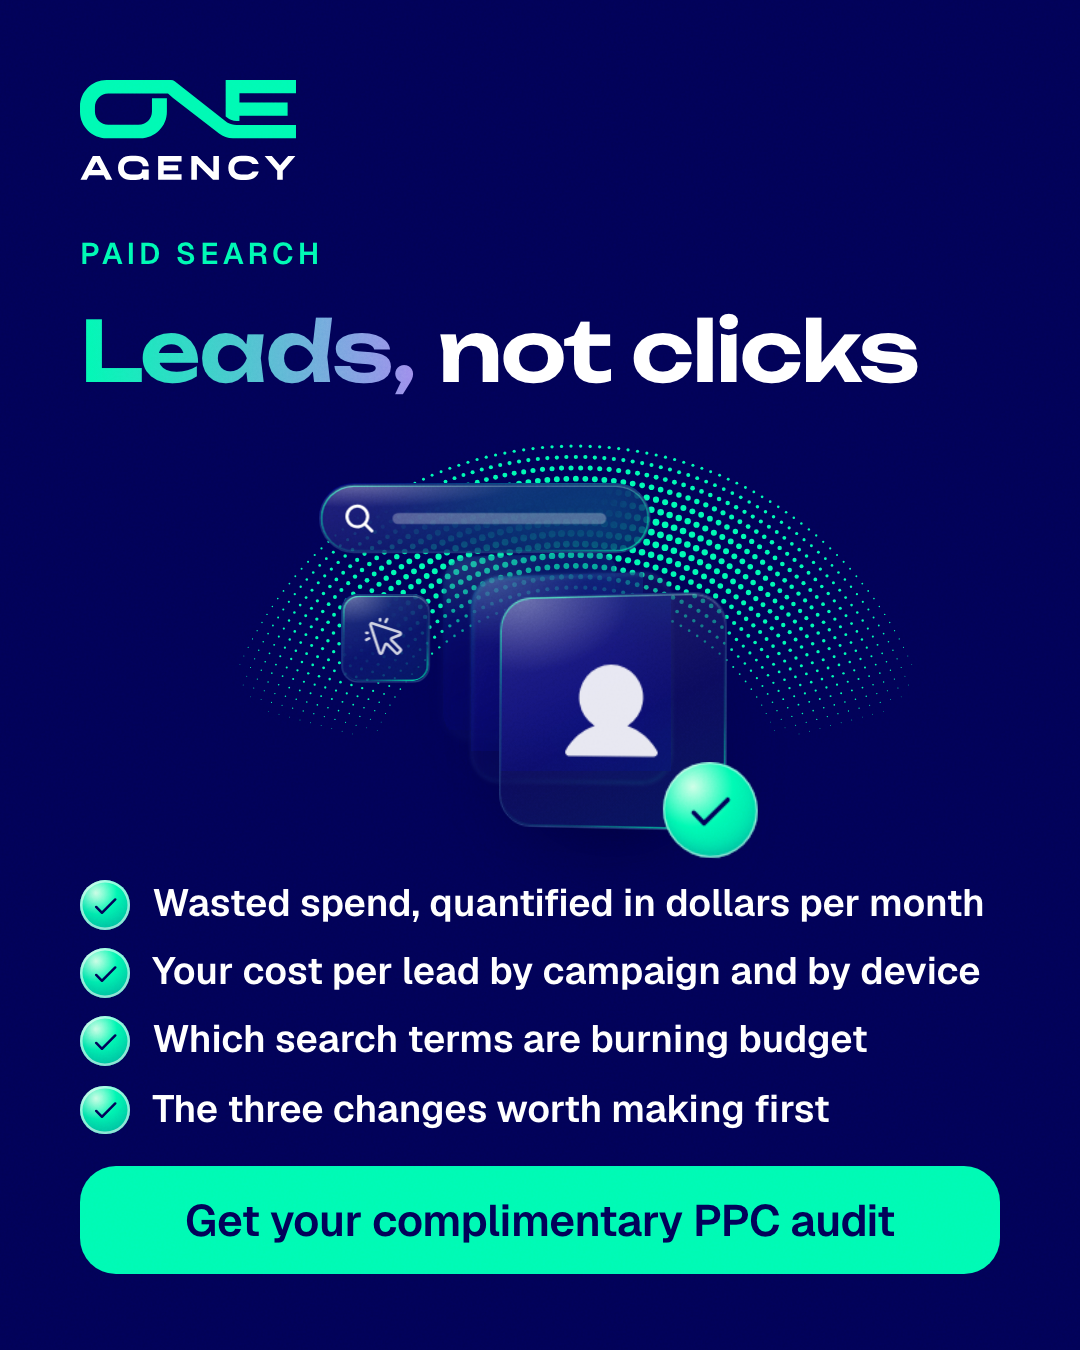 ONE
AGENCY
PAID SEARCH
Leads, not clicks
Wasted spend, quantified in dollars per month
Your cost per lead by campaign and by device
Which search terms are burning budget
The three changes worth making first
Get your complimentary PPC audit